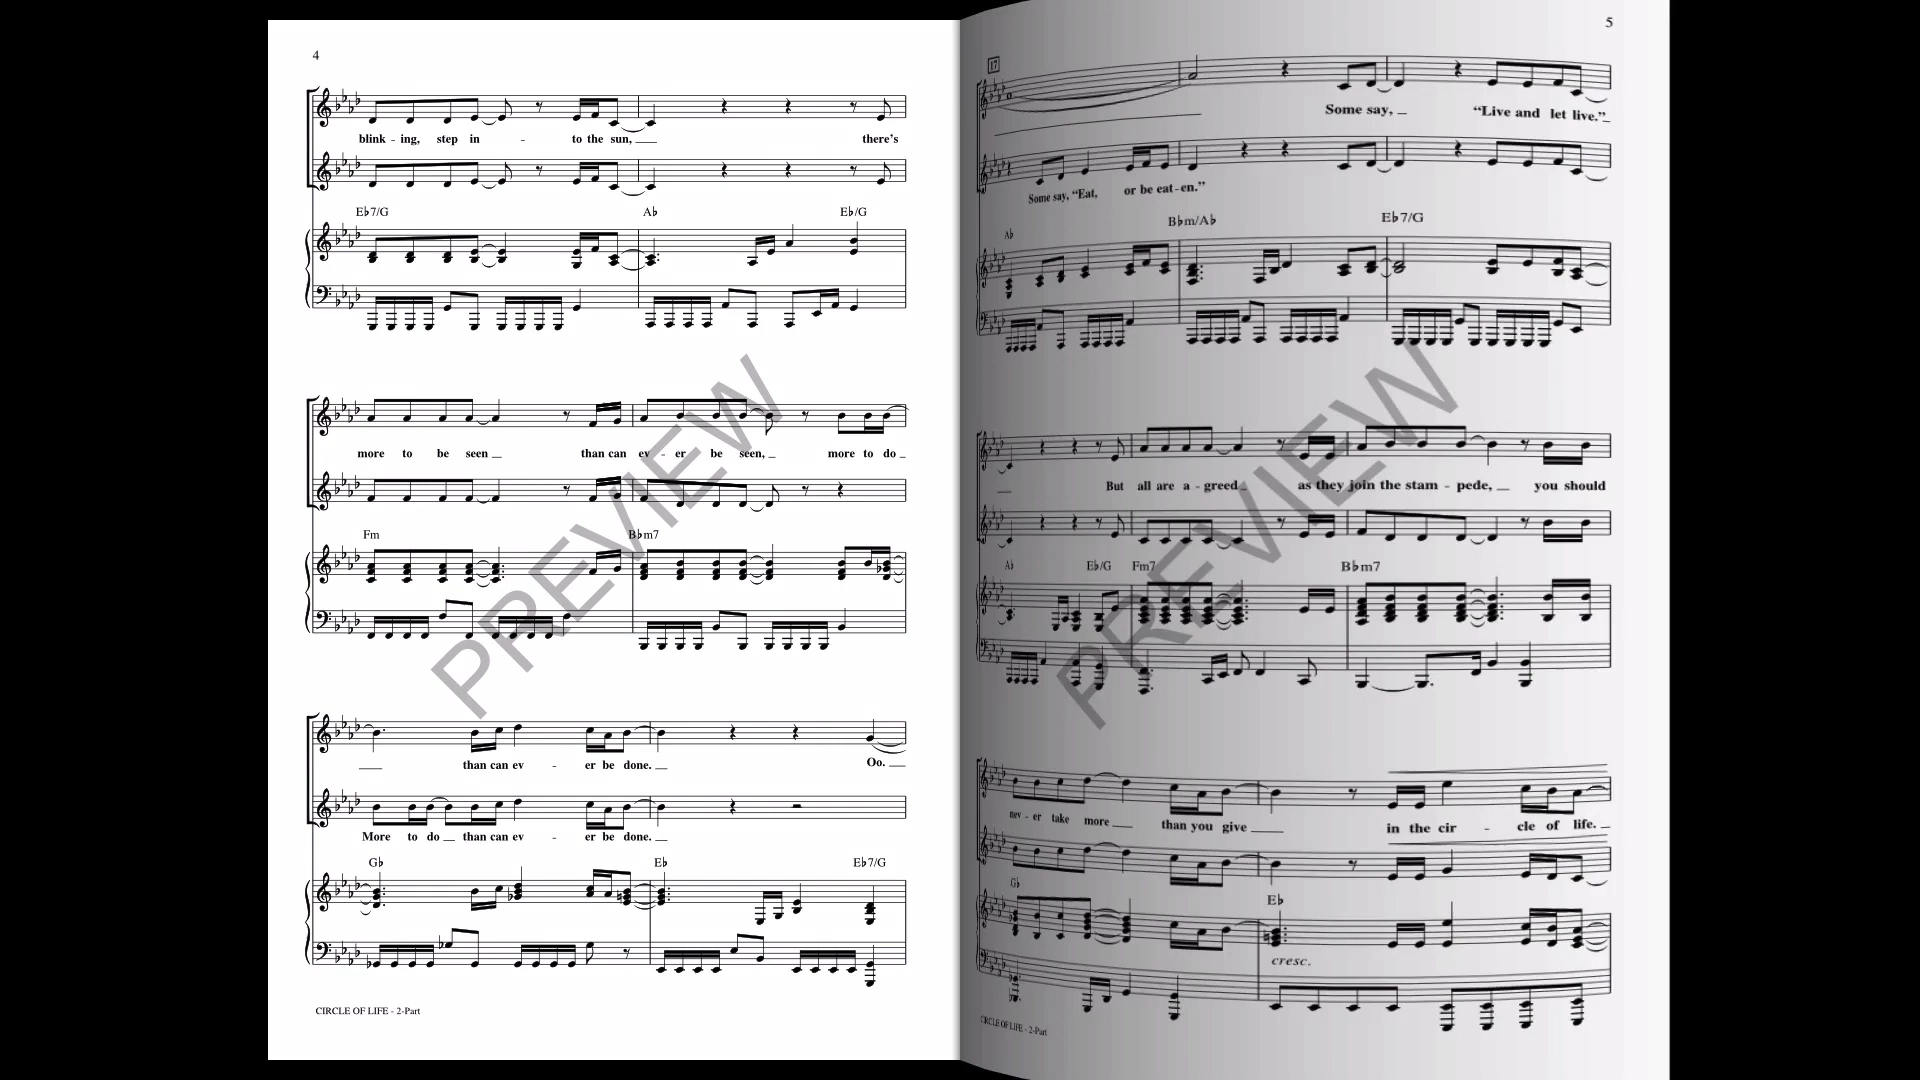 4
blink - ing, step in - to the sun, there's
Eb7/G Ab Eb/G
more to be seen than can ev - er be seen, more to do
Fm Bbm7
than can ev - er be done. Oo.
More to do than can ev - er be done.
Gb Eb Eb7/G
CIRCLE OF LIFE - 2-Part
PREVIEW
5
17
Some say, "Live and let live."
Some say, "Eat, or be eat-en."
Ab Bbm/Ab Eb7/G
But all are a - greed as they join the stam - pede, you should
Ab Eb/G Fm7 Bbm7
nev - er take more than you give in the cir - cle of life.
Gb Eb
cresc.
CIRCLE OF LIFE - 2-Part
PREVIEW